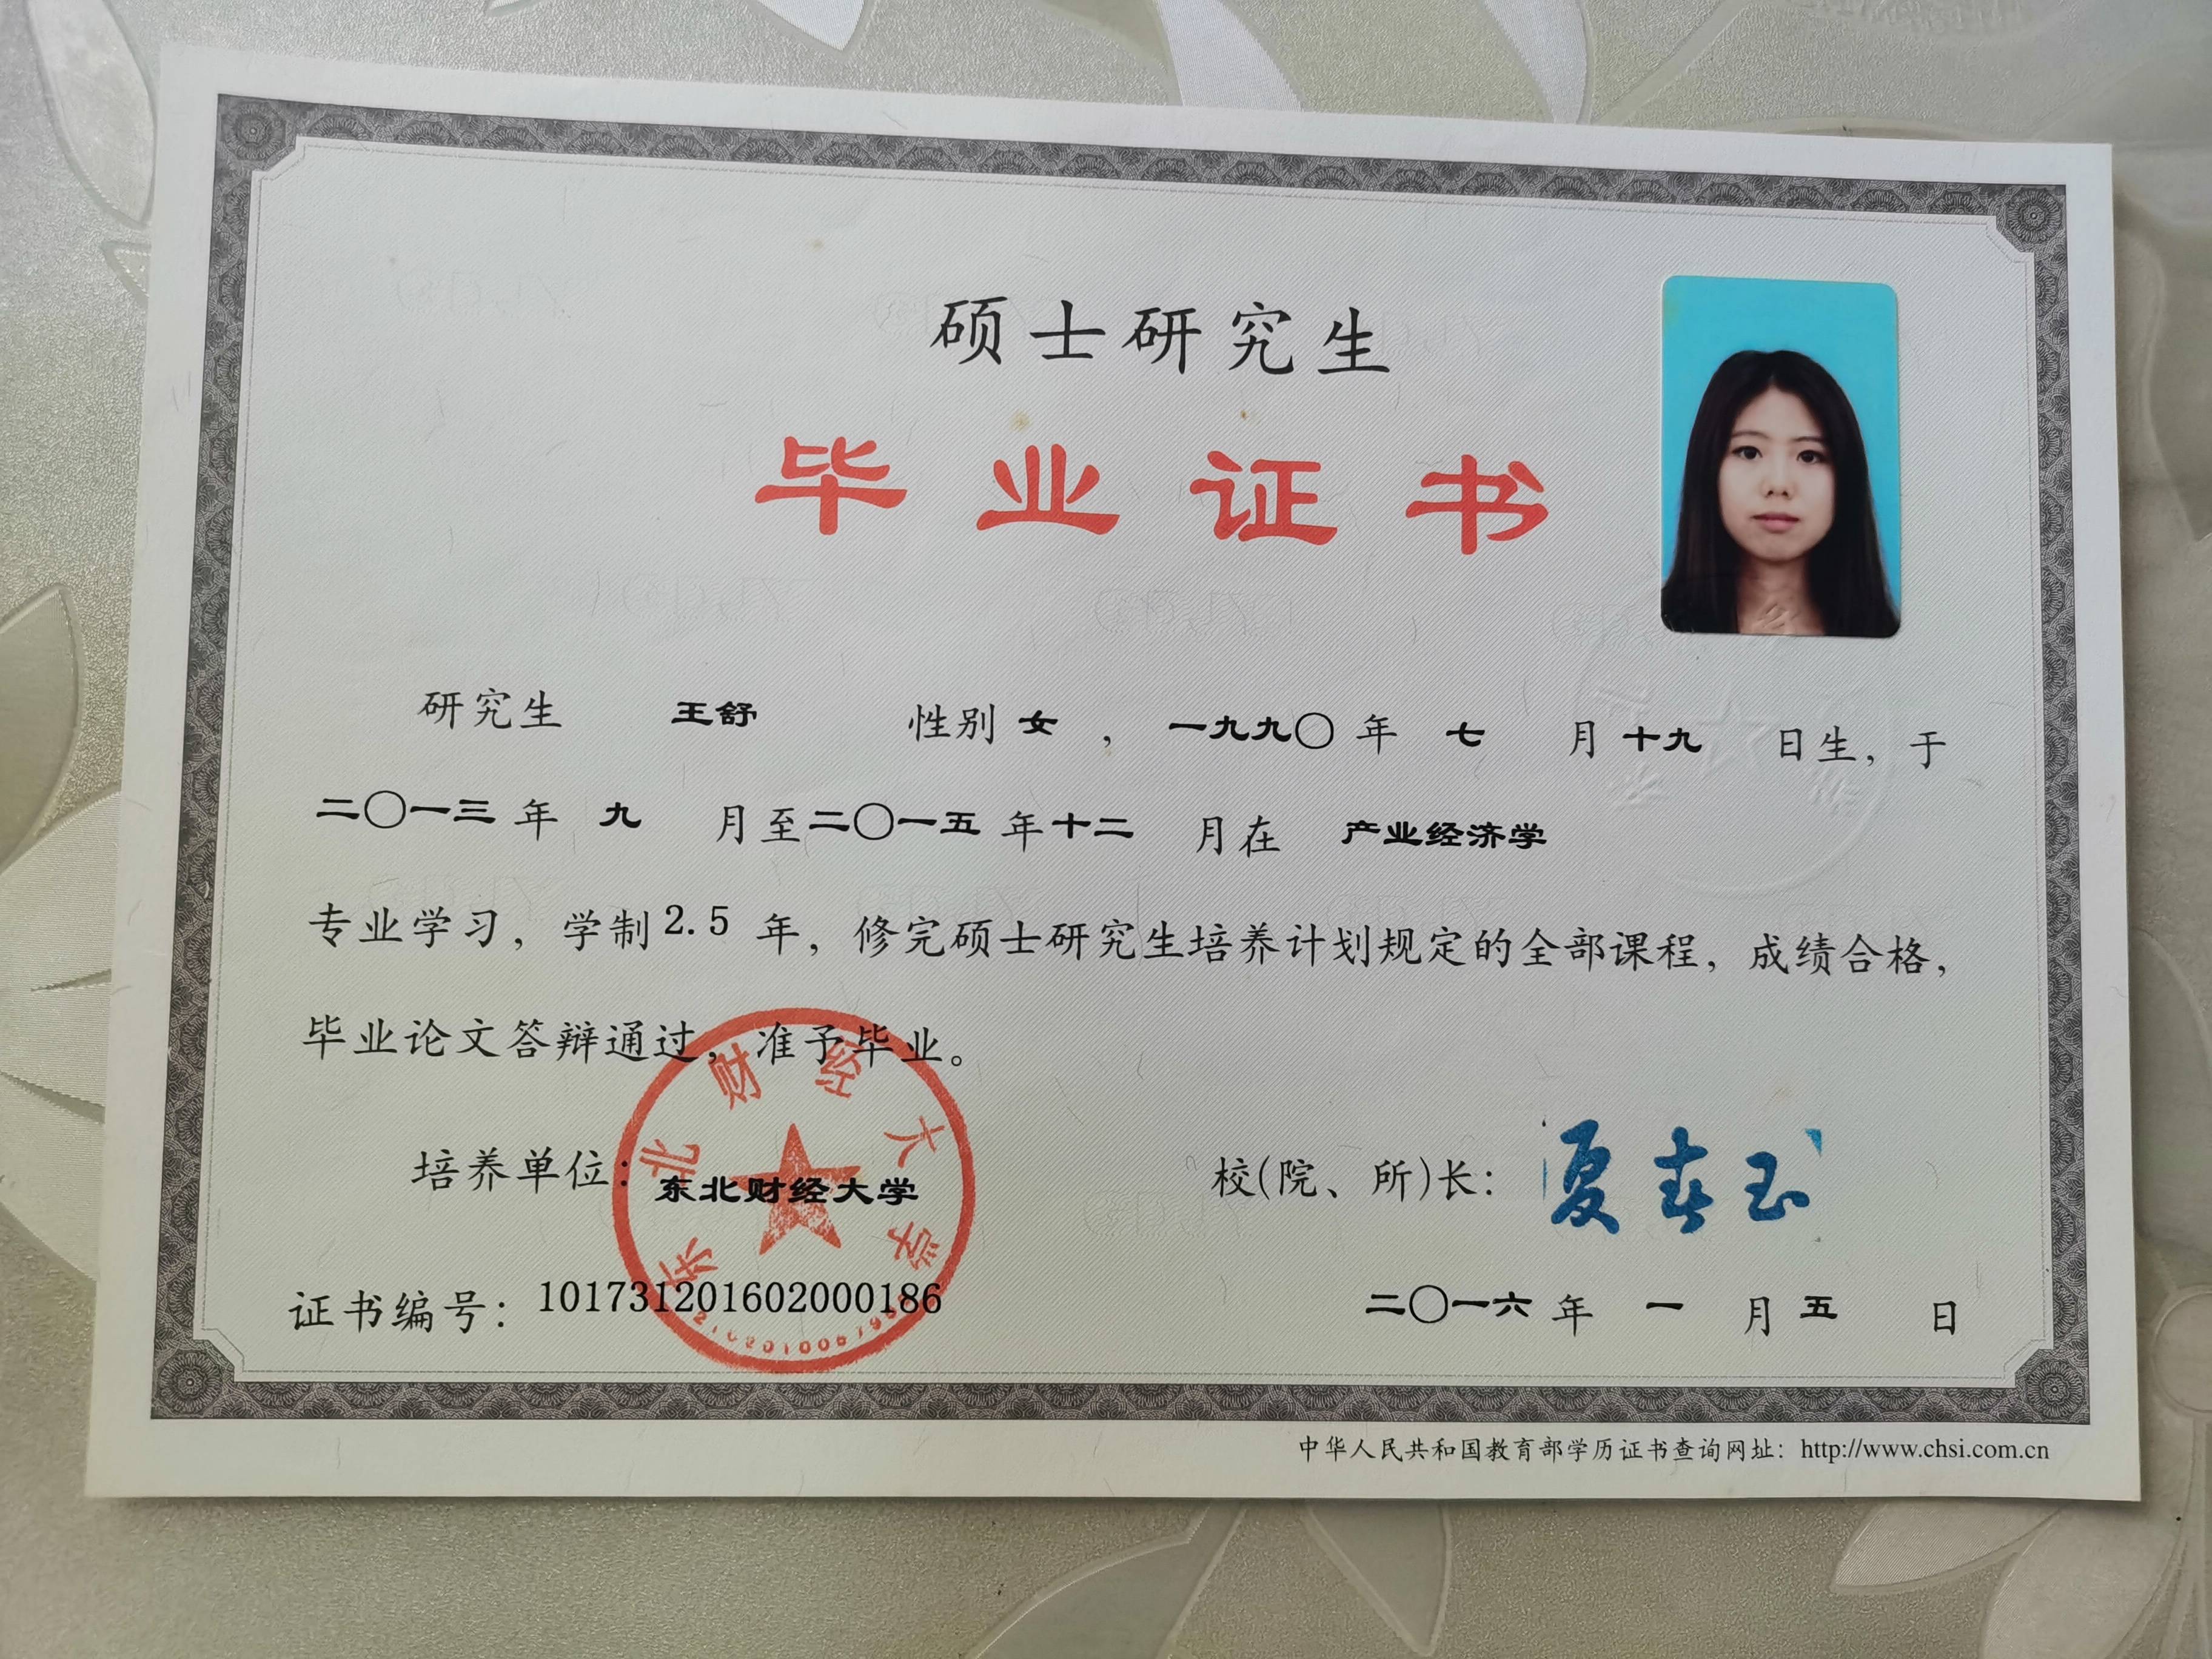 硕士研究生
毕业证书
研究生 王舒 性别 女 ，一九九〇 年 七 月 十九 日生，于
二〇一三 年 九 月至 二〇一五 年 十二 月在 产业经济学
专业学习，学制 2.5 年，修完硕士研究生培养计划规定的全部课程，成绩合格，
毕业论文答辩通过，准予毕业。
东北财经大学
培养单位：东北财经大学
校(院、所)长：夏春玉
证书编号：101731201602000186
二〇一六 年 一 月 五 日
中华人民共和国教育部学历证书查询网址：http://www.chsi.com.cn